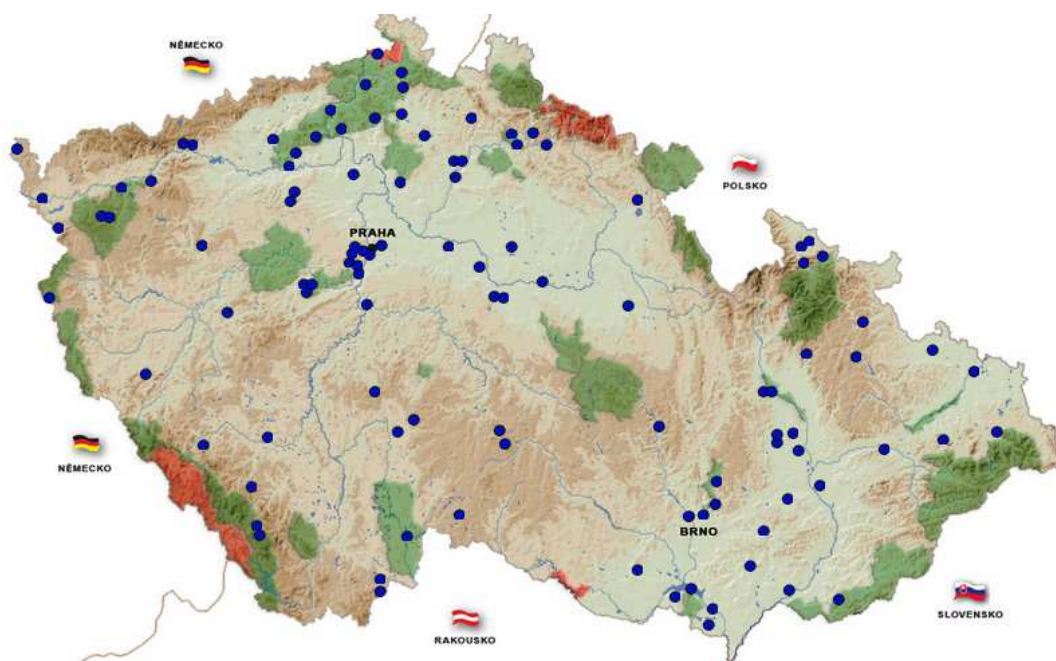 NĚMECKO
POLSKO
PRAHA
NĚMECKO
BRNO
SLOVENSKO
RAKOUSKO